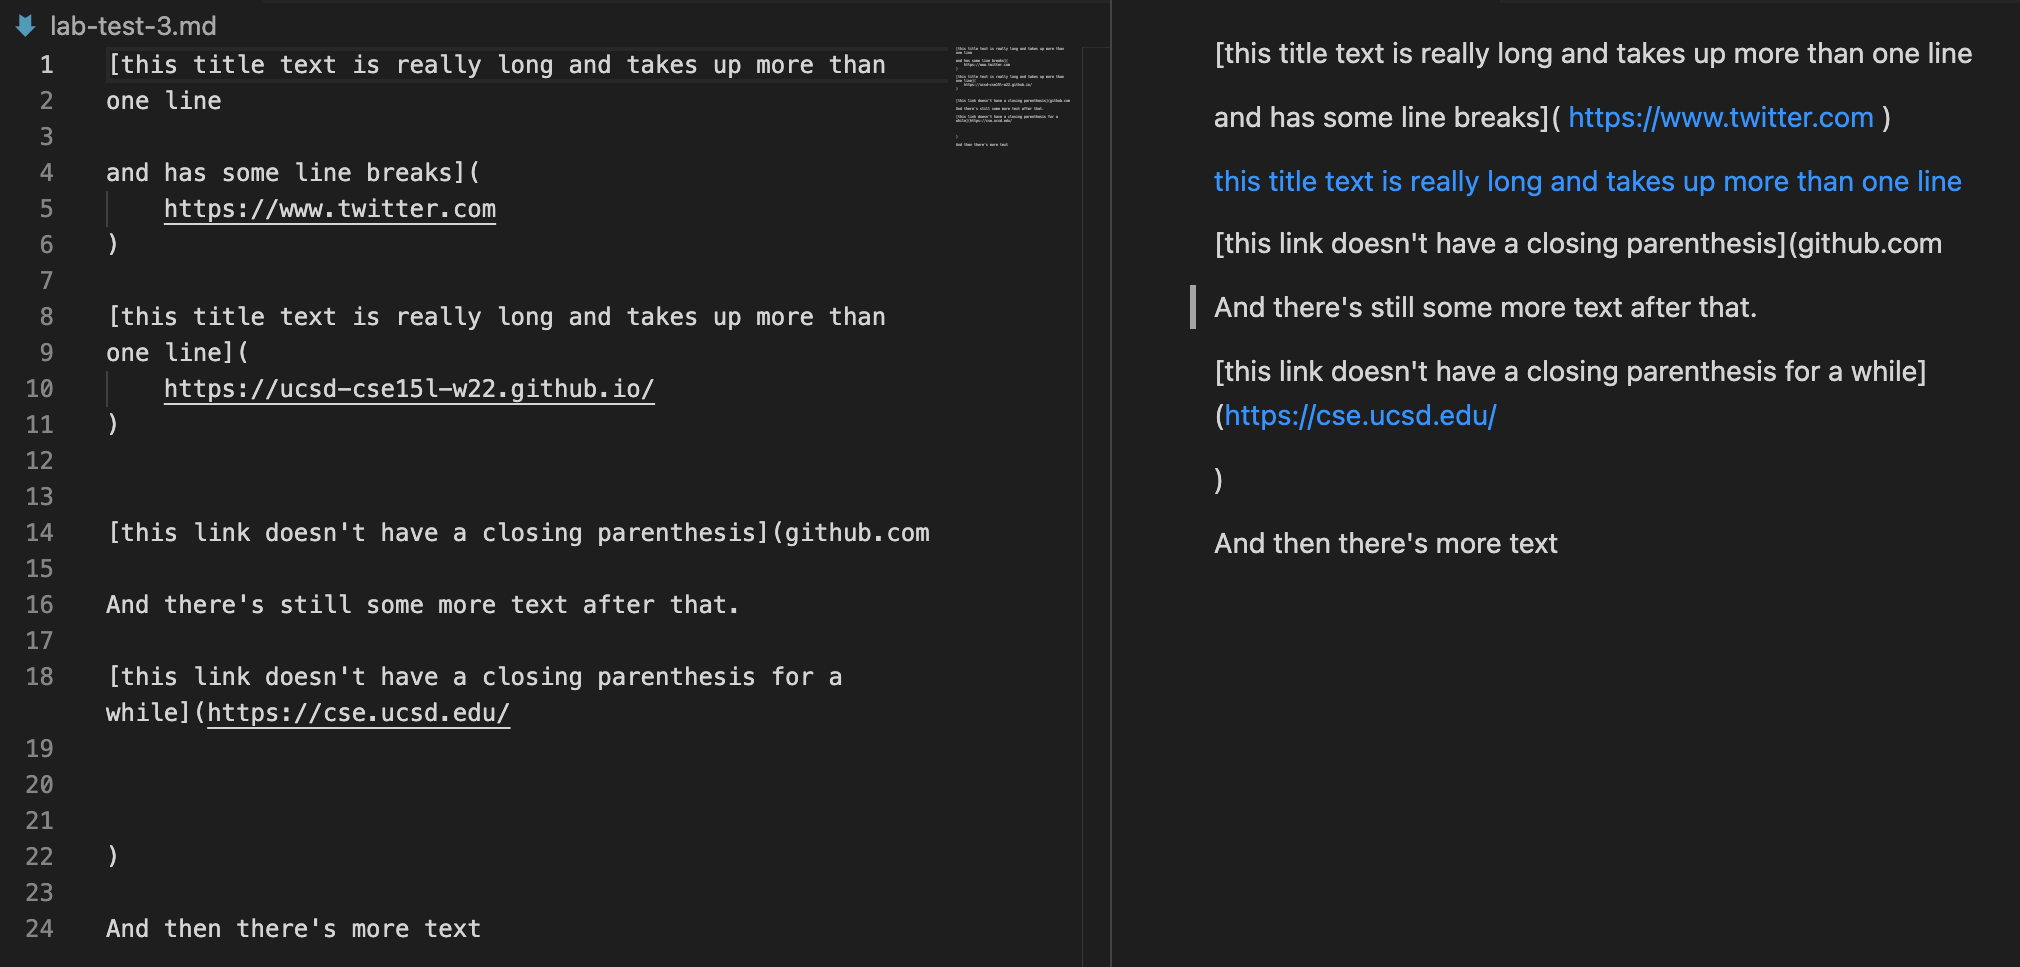 lab-test-3.md
1 [this title text is really long and takes up more than
2 one line
3
4 and has some line breaks](
5 https://www.twitter.com
6 )
7
8 [this title text is really long and takes up more than
9 one line](
10 https://ucsd-cse15l-w22.github.io/
11 )
12
13
14 [this link doesn't have a closing parenthesis](github.com
15
16 And there's still some more text after that.
17
18 [this link doesn't have a closing parenthesis for a
while](https://cse.ucsd.edu/
19
20
21
22 )
23
24 And then there's more text
[this title text is really long and takes up more than one line
and has some line breaks]( https://www.twitter.com )
this title text is really long and takes up more than one line
[this link doesn't have a closing parenthesis](github.com
And there's still some more text after that.
[this link doesn't have a closing parenthesis for a while]
(https://cse.ucsd.edu/
)
And then there's more text